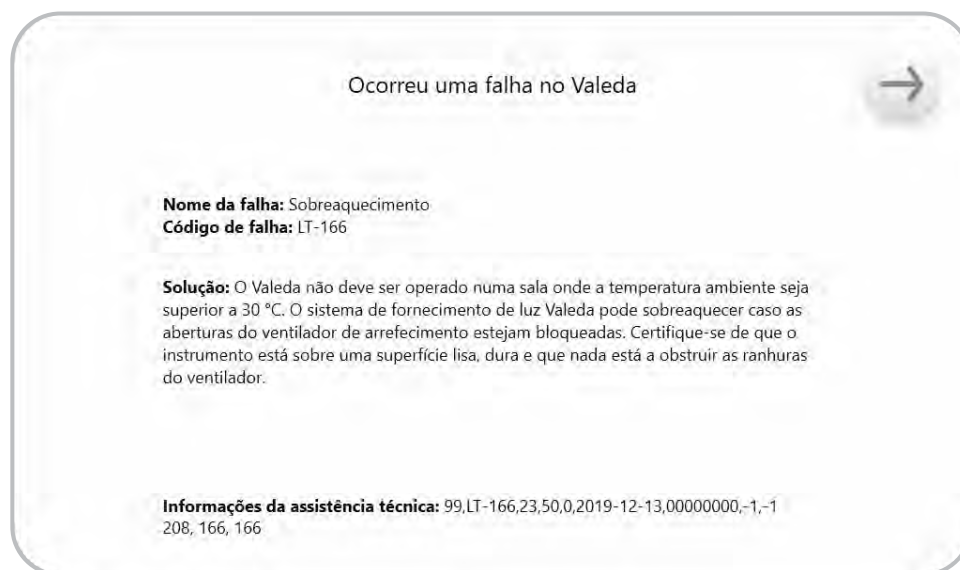 Ocorreu uma falha no Valeda
Nome da falha: Sobreaquecimento
Código de falha: LT-166
Solução: O Valeda não deve ser operado numa sala onde a temperatura ambiente seja
superior a 30 °C. O sistema de fornecimento de luz Valeda pode sobreaquecer caso as
aberturas do ventilador de arrefecimento estejam bloqueadas. Certifique-se de que o
instrumento está sobre uma superfície lisa, dura e que nada está a obstruir as ranhuras
do ventilador.
Informações da assistência técnica: 99,LT-166,23,50,0,2019-12-13,00000000,-1,-1
208, 166, 166